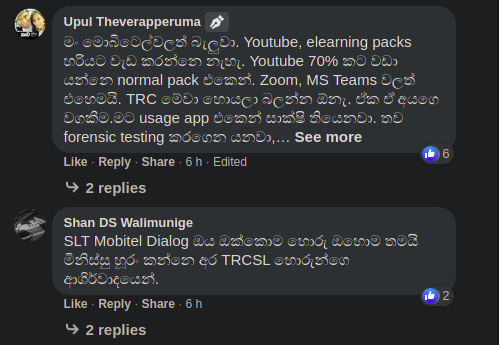 Upul Theverapperuma
මං මොබිටෙල්වලත් බැලුවා. Youtube, elearning packs
හරියට වැඩ කරන්නෙ නැහැ. Youtube 70% කට වඩා
යන්නෙ normal pack එකෙන්. Zoom, MS Teams වලත්
එහෙමයි. TRC මේවා හොයලා බලන්න ඕනැ. ඒක ඒ අයගෙ
වගකීම.මට usage app එකෙන් සාක්ෂි තියෙනවා. තව
forensic testing කරගෙන යනවා,... See more
Like · Reply · Share · 6 h · Edited
6
2 replies
Shan DS Walimunige
SLT Mobitel Dialog ඔය ඔක්කොම හොරු ඔහොම තමයි
මිනිස්සු හූරං කන්නෙ අර TRCSL හොරුන්ගෙ
ආශිර්වාදයෙන්.
Like · Reply · Share · 6 h
2
2 replies